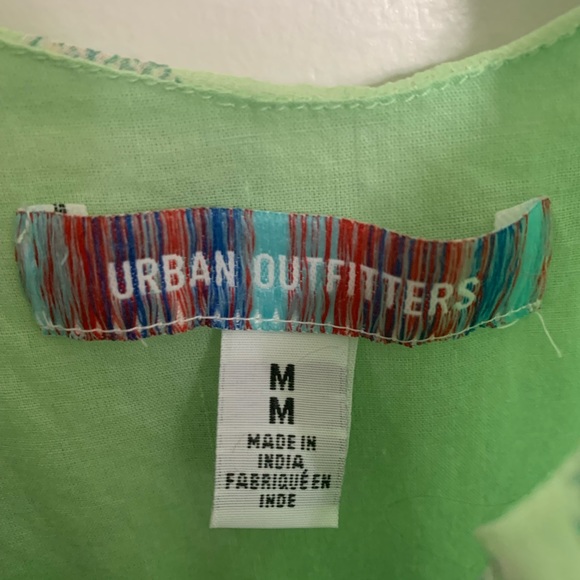 URBAN OUTFITTERS
M
M
MADE IN
INDIA
FABRIQUÉ EN
INDE